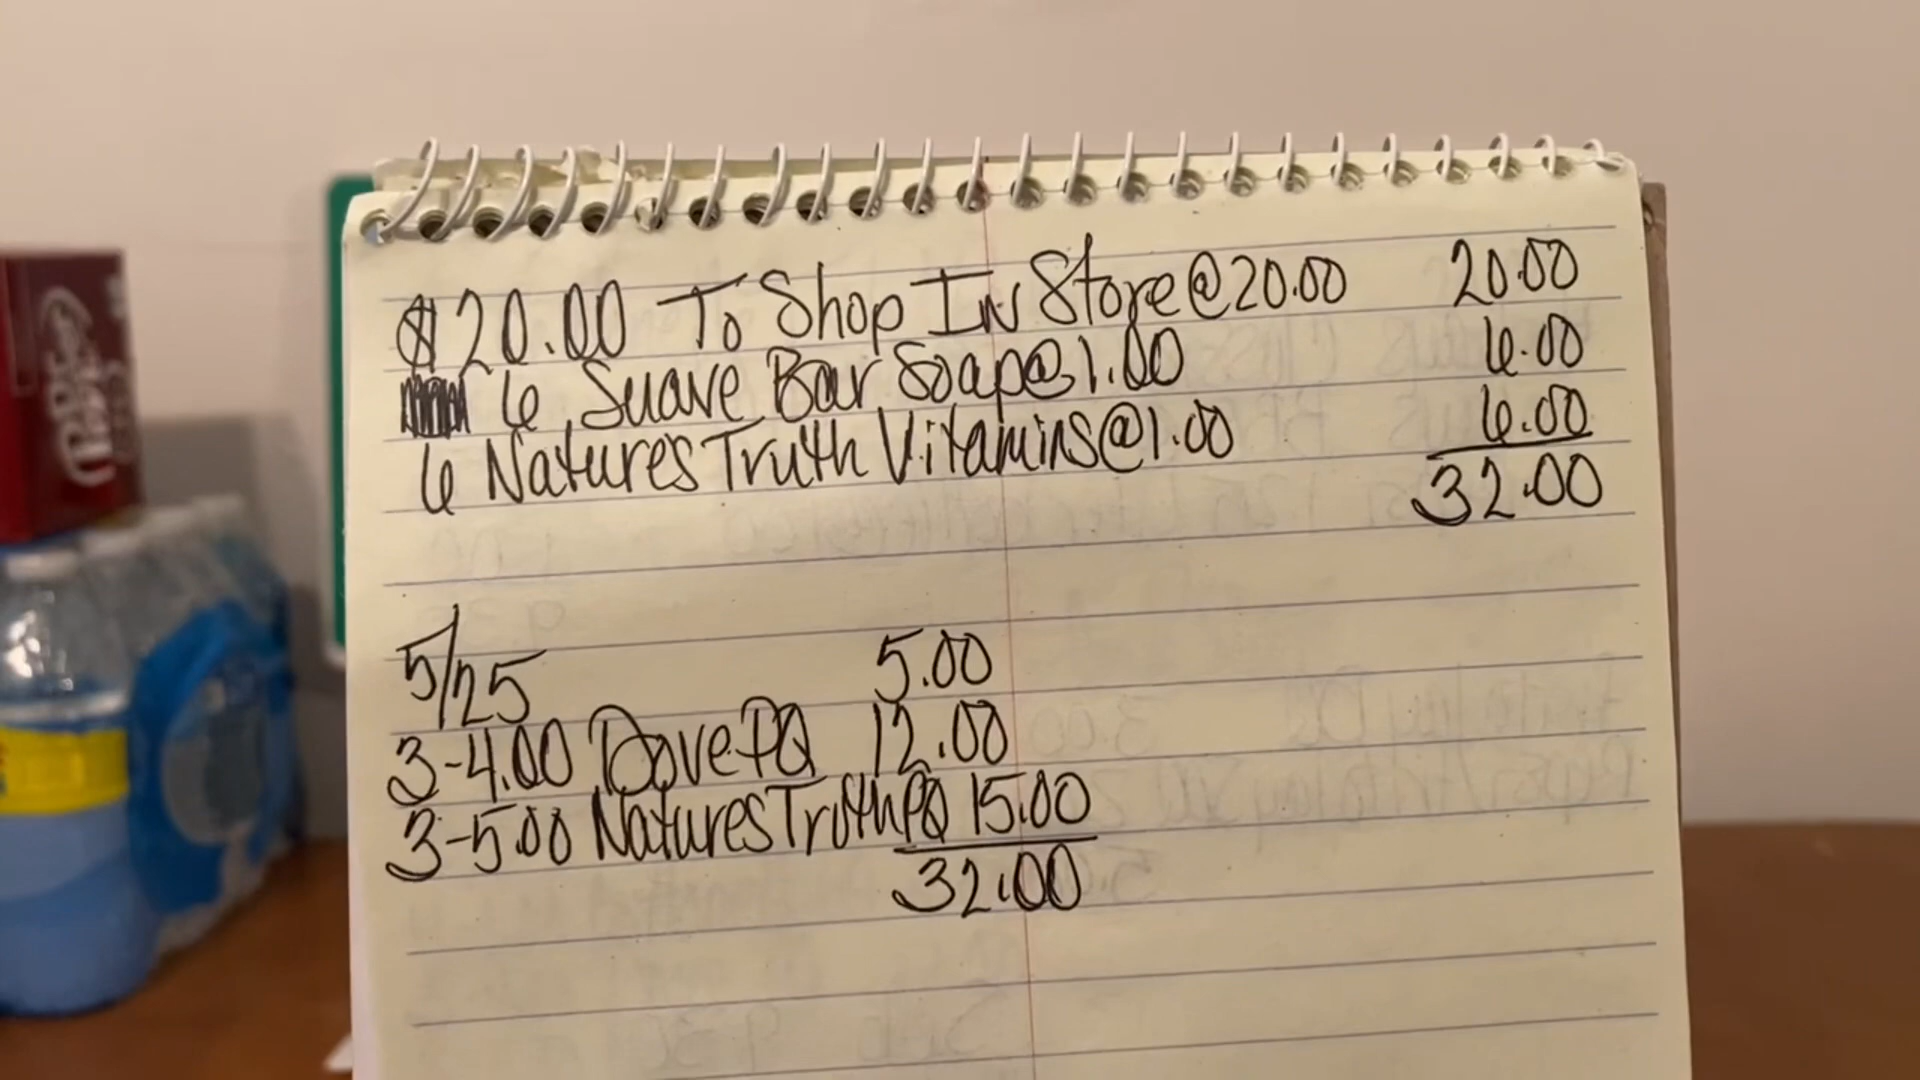 $20.00 To Shop In Store@20.00 20.00
6 Suave Bar Soap@1.00 6.00
6 Natures Truth Vitamins@1.00 6.00
32.00
5/25 5.00
3-4.00 Dove PQ 12.00
3-5.00 Natures Truth PQ 15.00
32.00